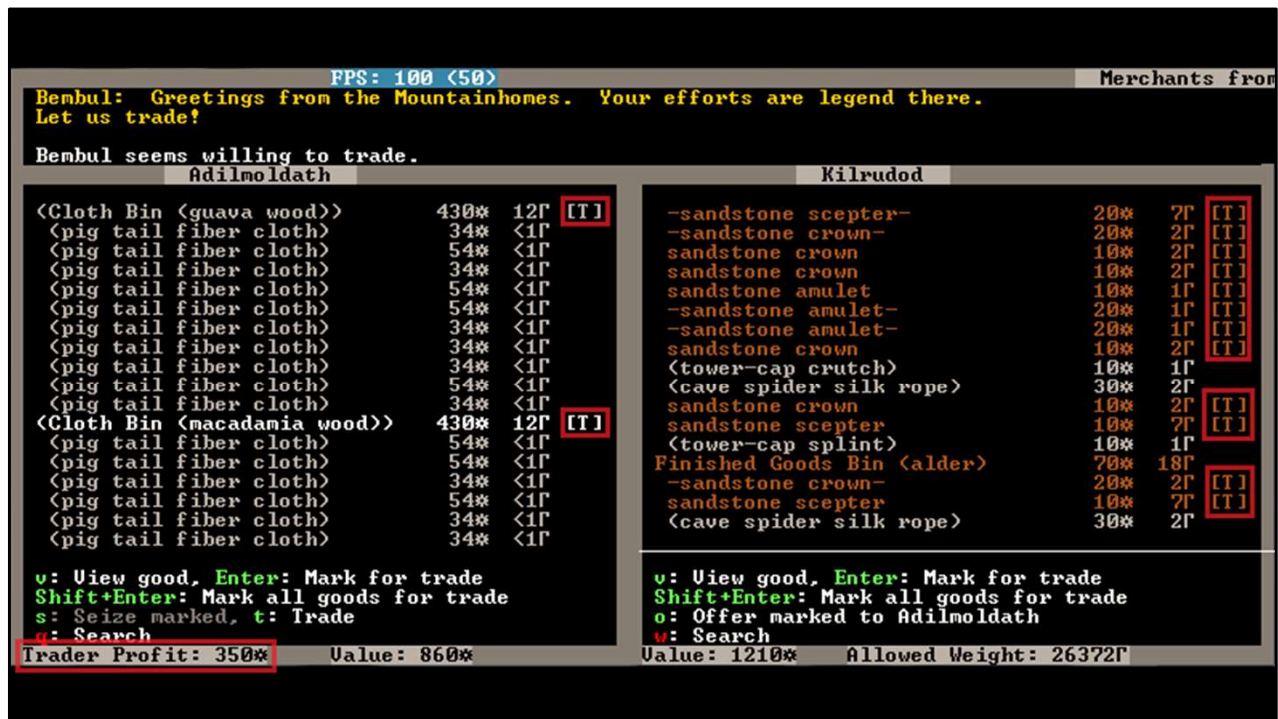 FPS: 100 (50) Merchants from
Bembul: Greetings from the Mountainhomes. Your efforts are legend there.
Let us trade!
Bembul seems willing to trade.
Adilmoldath
(Cloth Bin (guava wood)) 430☼ 12Γ [T]
(pig tail fiber cloth) 34☼ <1Γ
(pig tail fiber cloth) 54☼ <1Γ
(pig tail fiber cloth) 34☼ <1Γ
(pig tail fiber cloth) 54☼ <1Γ
(pig tail fiber cloth) 54☼ <1Γ
(pig tail fiber cloth) 34☼ <1Γ
(pig tail fiber cloth) 34☼ <1Γ
(pig tail fiber cloth) 34☼ <1Γ
(pig tail fiber cloth) 54☼ <1Γ
(pig tail fiber cloth) 34☼ <1Γ
(Cloth Bin (macadamia wood)) 430☼ 12Γ [T]
(pig tail fiber cloth) 54☼ <1Γ
(pig tail fiber cloth) 54☼ <1Γ
(pig tail fiber cloth) 34☼ <1Γ
(pig tail fiber cloth) 54☼ <1Γ
(pig tail fiber cloth) 34☼ <1Γ
(pig tail fiber cloth) 34☼ <1Γ
v: View good, Enter: Mark for trade
Shift+Enter: Mark all goods for trade
s: Seize marked, t: Trade
q: Search
Trader Profit: 350☼ Value: 860☼
Kilrudod
-sandstone scepter- 20☼ 7Γ [T]
-sandstone crown- 20☼ 2Γ [T]
sandstone crown 10☼ 2Γ [T]
sandstone crown 10☼ 2Γ [T]
sandstone amulet 10☼ 1Γ [T]
-sandstone amulet- 20☼ 1Γ [T]
-sandstone amulet- 20☼ 1Γ [T]
sandstone crown 10☼ 2Γ [T]
(tower-cap crutch) 10☼ 1Γ
(cave spider silk rope) 30☼ 2Γ
sandstone crown 10☼ 2Γ [T]
sandstone scepter 10☼ 7Γ [T]
(tower-cap splint) 10☼ 1Γ
Finished Goods Bin (alder) 70☼ 18Γ
-sandstone crown- 20☼ 2Γ [T]
sandstone scepter 10☼ 7Γ [T]
(cave spider silk rope) 30☼ 2Γ
v: View good, Enter: Mark for trade
Shift+Enter: Mark all goods for trade
o: Offer marked to Adilmoldath
w: Search
Value: 1210☼ Allowed Weight: 26372Γ